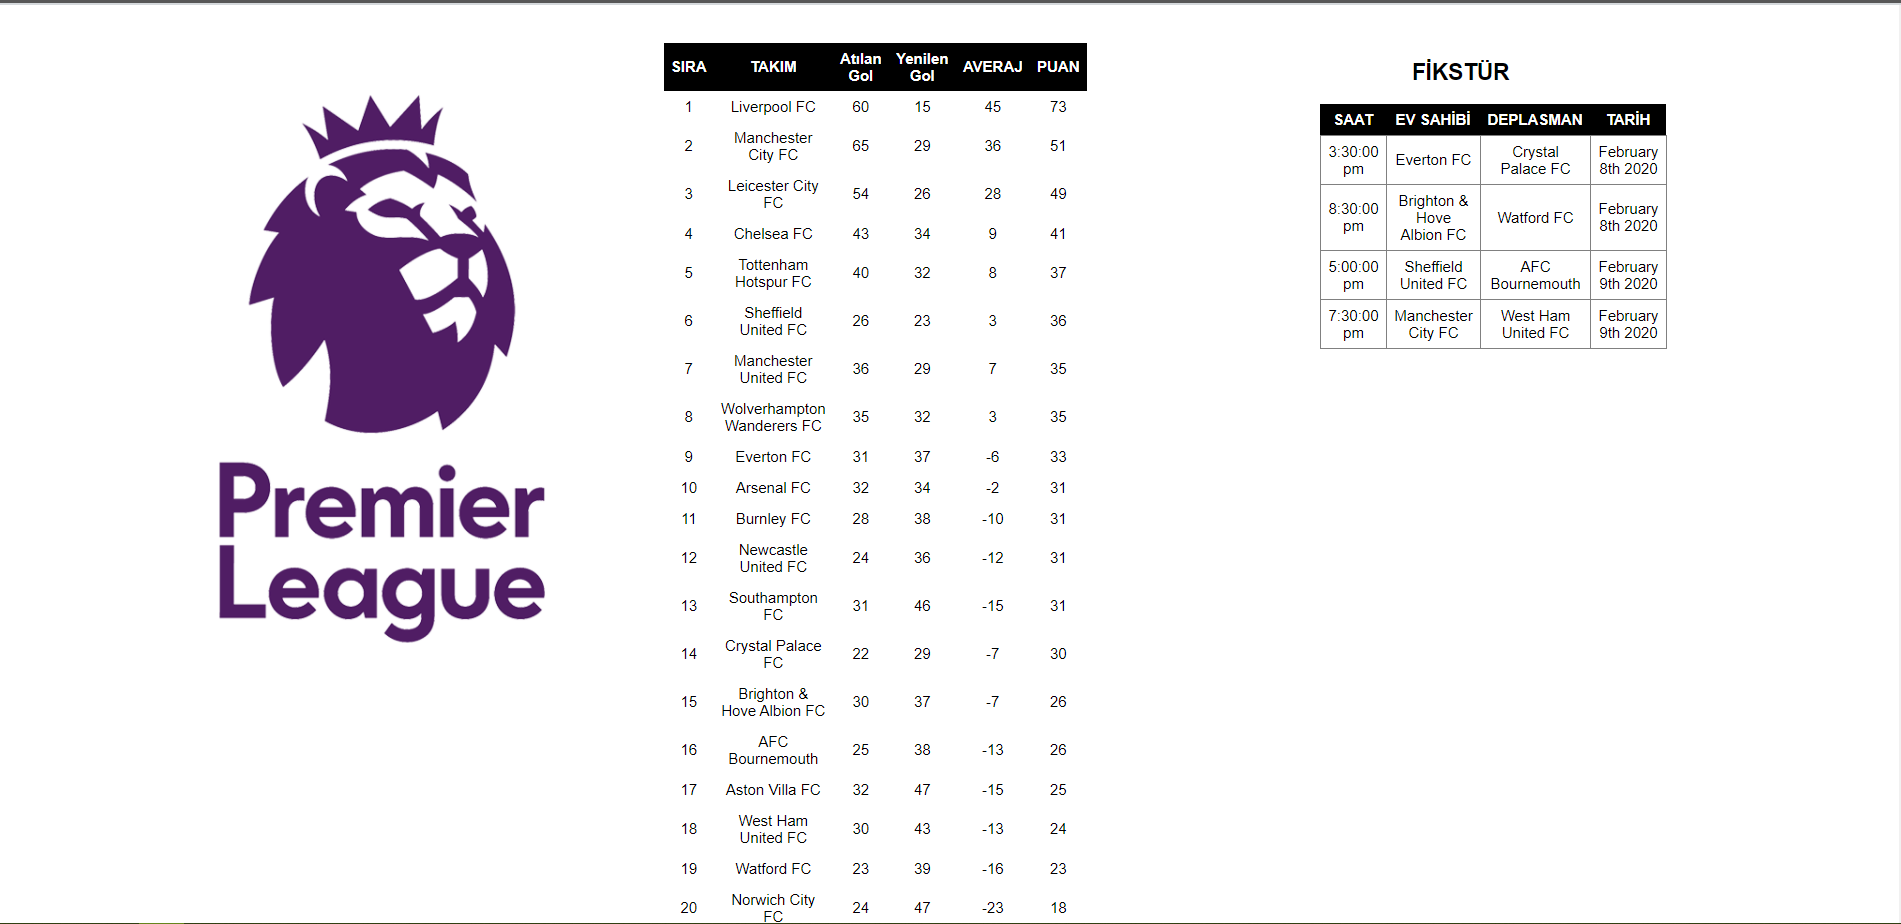 Premier
League
SIRA TAKIM Atılan Gol Yenilen Gol AVERAJ PUAN
1 Liverpool FC 60 15 45 73
2 Manchester City FC 65 29 36 51
3 Leicester City FC 54 26 28 49
4 Chelsea FC 43 34 9 41
5 Tottenham Hotspur FC 40 32 8 37
6 Sheffield United FC 26 23 3 36
7 Manchester United FC 36 29 7 35
8 Wolverhampton Wanderers FC 35 32 3 35
9 Everton FC 31 37 -6 33
10 Arsenal FC 32 34 -2 31
11 Burnley FC 28 38 -10 31
12 Newcastle United FC 24 36 -12 31
13 Southampton FC 31 46 -15 31
14 Crystal Palace FC 22 29 -7 30
15 Brighton & Hove Albion FC 30 37 -7 26
16 AFC Bournemouth 25 38 -13 26
17 Aston Villa FC 32 47 -15 25
18 West Ham United FC 30 43 -13 24
19 Watford FC 23 39 -16 23
20 Norwich City FC 24 47 -23 18
FİKSTÜR
SAAT EV SAHİBİ DEPLASMAN TARİH
3:30:00 pm Everton FC Crystal Palace FC February 8th 2020
8:30:00 pm Brighton & Hove Albion FC Watford FC February 8th 2020
5:00:00 pm Sheffield United FC AFC Bournemouth February 9th 2020
7:30:00 pm Manchester City FC West Ham United FC February 9th 2020